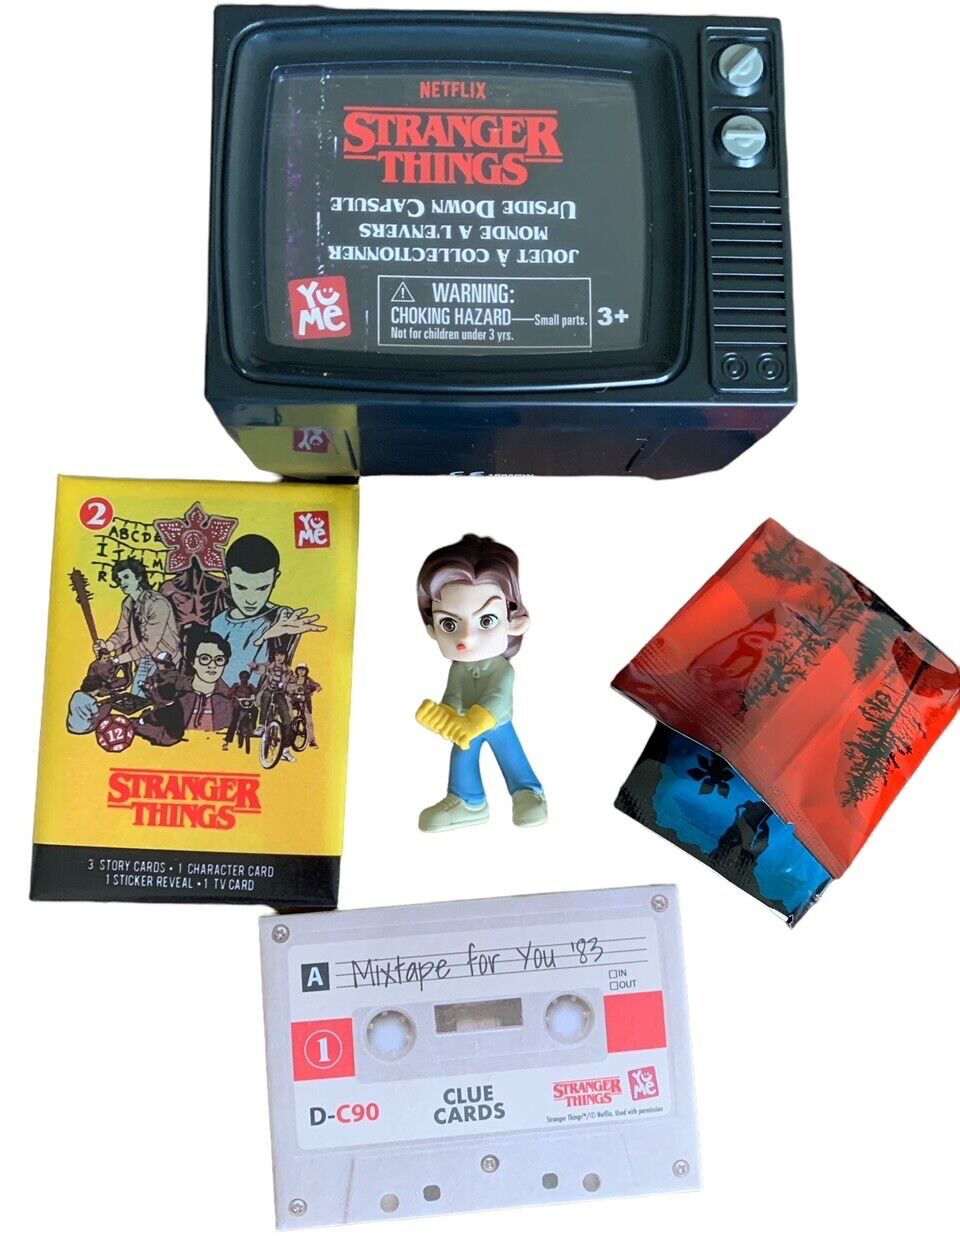 NETFLIX
STRANGER
THINGS
UPSIDE DOWN CAPSULE
MONDE A L'ENVERS
JOUET À COLLECTIONNER
YuMe
WARNING:
CHOKING HAZARD—Small parts.
Not for children under 3 yrs.
3+
YuMe
2
ABCD
YuMe
12
STRANGER
THINGS
3 STORY CARDS • 1 CHARACTER CARD
1 STICKER REVEAL • 1 TV CARD
A
Mixtape for You '83
IN
OUT
1
D-C90
CLUE
CARDS
STRANGER
THINGS
YuMe
Stranger Things™/© Netflix. Used with permission